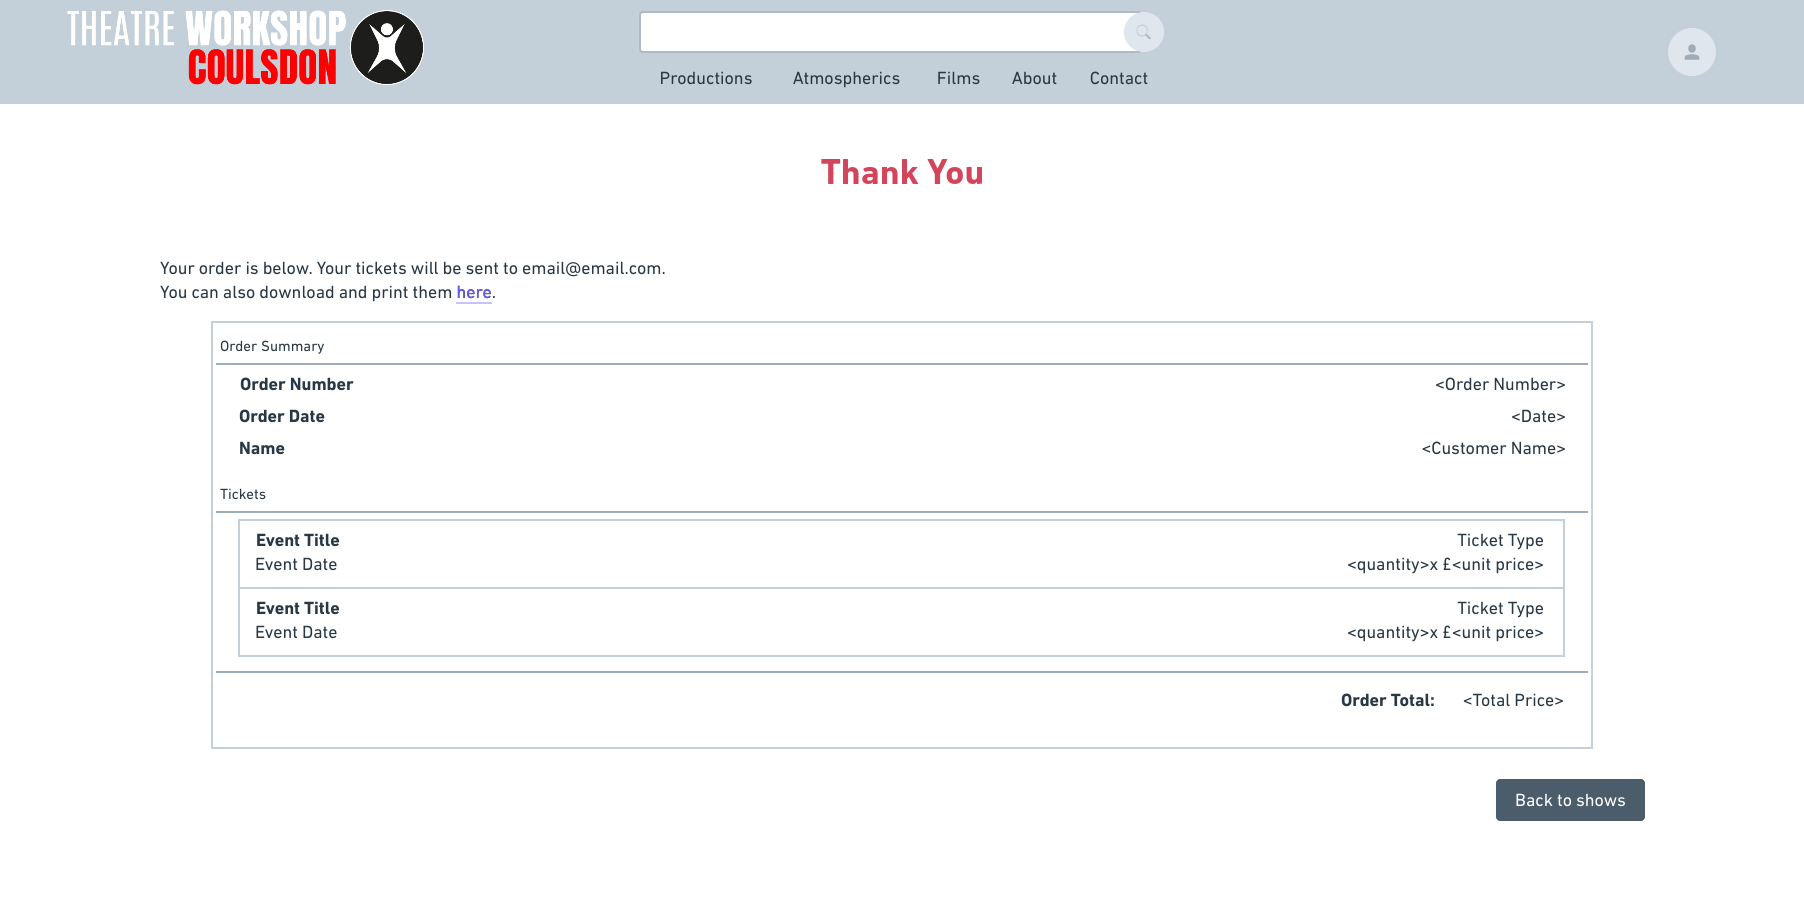 THEATRE WORKSHOP
COULSDON
Productions Atmospherics Films About Contact
Thank You
Your order is below. Your tickets will be sent to email@email.com.
You can also download and print them here.
Order Summary
Order Number <Order Number>
Order Date <Date>
Name <Customer Name>
Tickets
Event Title Ticket Type
Event Date <quantity>x £<unit price>
Event Title Ticket Type
Event Date <quantity>x £<unit price>
Order Total: <Total Price>
Back to shows